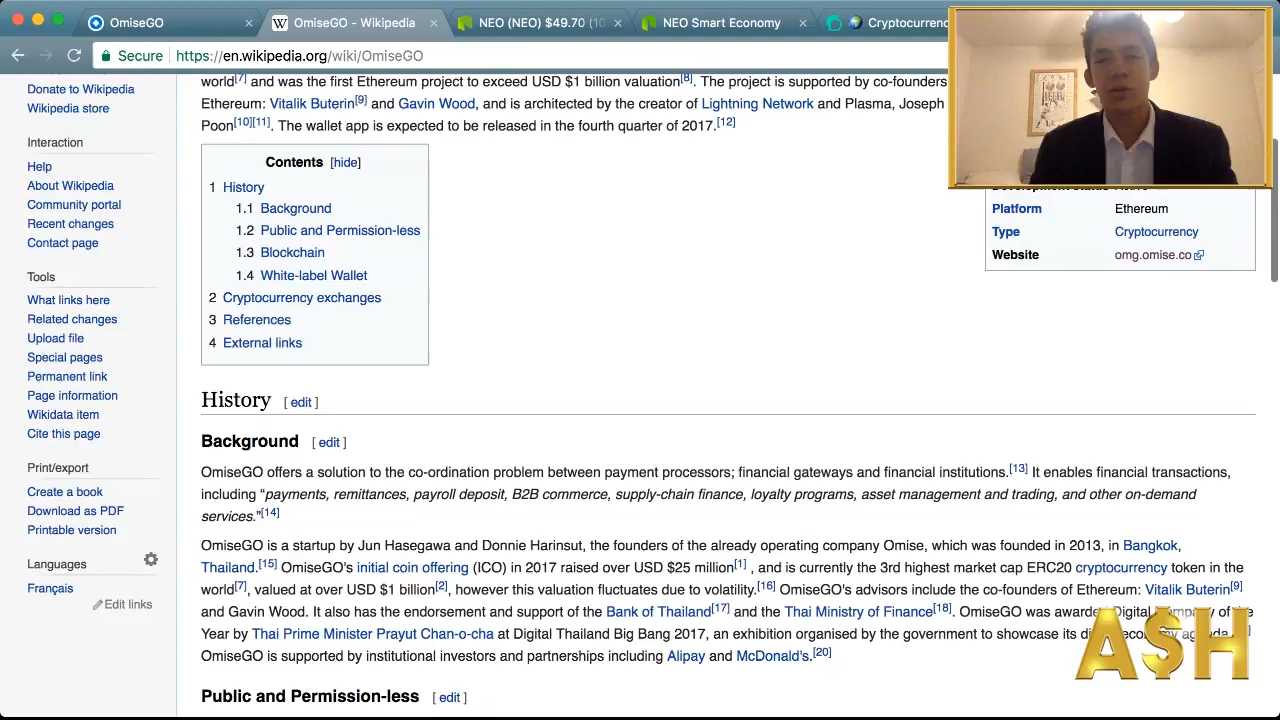 OmiseGO
OmiseGO - Wikipedia
NEO (NEO) $49.70 (10
NEO Smart Economy
Cryptocurren
Secure https://en.wikipedia.org/wiki/OmiseGO
Donate to Wikipedia
Wikipedia store
Interaction
Help
About Wikipedia
Community portal
Recent changes
Contact page
Tools
What links here
Related changes
Upload file
Special pages
Permanent link
Page information
Wikidata item
Cite this page
Print/export
Create a book
Download as PDF
Printable version
Languages
Français
Edit links
world[7] and was the first Ethereum project to exceed USD $1 billion valuation[8]. The project is supported by co-founders
Ethereum: Vitalik Buterin[9] and Gavin Wood, and is architected by the creator of Lightning Network and Plasma, Joseph
Poon[10][11]. The wallet app is expected to be released in the fourth quarter of 2017.[12]
Contents [hide]
1 History
1.1 Background
1.2 Public and Permission-less
1.3 Blockchain
1.4 White-label Wallet
2 Cryptocurrency exchanges
3 References
4 External links
Platform Ethereum
Type Cryptocurrency
Website omg.omise.co
History [ edit ]
Background [ edit ]
OmiseGO offers a solution to the co-ordination problem between payment processors; financial gateways and financial institutions.[13] It enables financial transactions,
including “payments, remittances, payroll deposit, B2B commerce, supply-chain finance, loyalty programs, asset management and trading, and other on-demand
services.”[14]
OmiseGO is a startup by Jun Hasegawa and Donnie Harinsut, the founders of the already operating company Omise, which was founded in 2013, in Bangkok,
Thailand.[15] OmiseGO's initial coin offering (ICO) in 2017 raised over USD $25 million[1] , and is currently the 3rd highest market cap ERC20 cryptocurrency token in the
world[7], valued at over USD $1 billion[2], however this valuation fluctuates due to volatility.[16] OmiseGO's advisors include the co-founders of Ethereum: Vitalik Buterin[9]
and Gavin Wood. It also has the endorsement and support of the Bank of Thailand[17] and the Thai Ministry of Finance[18]. OmiseGO was awarded Digital Company of the
Year by Thai Prime Minister Prayut Chan-o-cha at Digital Thailand Big Bang 2017, an exhibition organised by the government to showcase its
OmiseGO is supported by institutional investors and partnerships including Alipay and McDonald's.[20]
A$H
Public and Permission-less [ edit ]